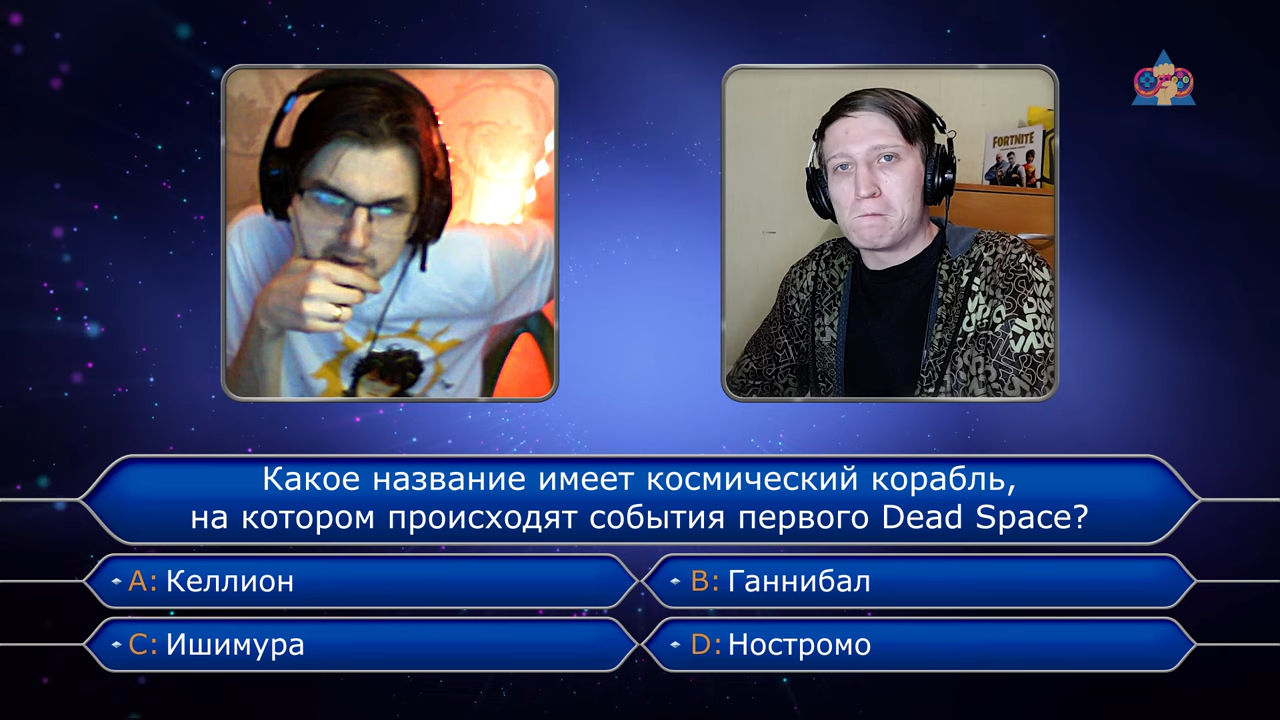 FORTNITE
Какое название имеет космический корабль,
на котором происходят события первого Dead Space?
A: Келлион
B: Ганнибал
C: Ишимура
D: Ностромо